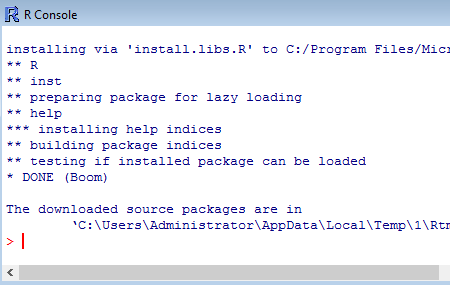 R Console
installing via 'install.libs.R' to C:/Program Files/Micr
** R
** inst
** preparing package for lazy loading
** help
*** installing help indices
** building package indices
** testing if installed package can be loaded
* DONE (Boom)
The downloaded source packages are in
‘C:\Users\Administrator\AppData\Local\Temp\1\Rtm
>